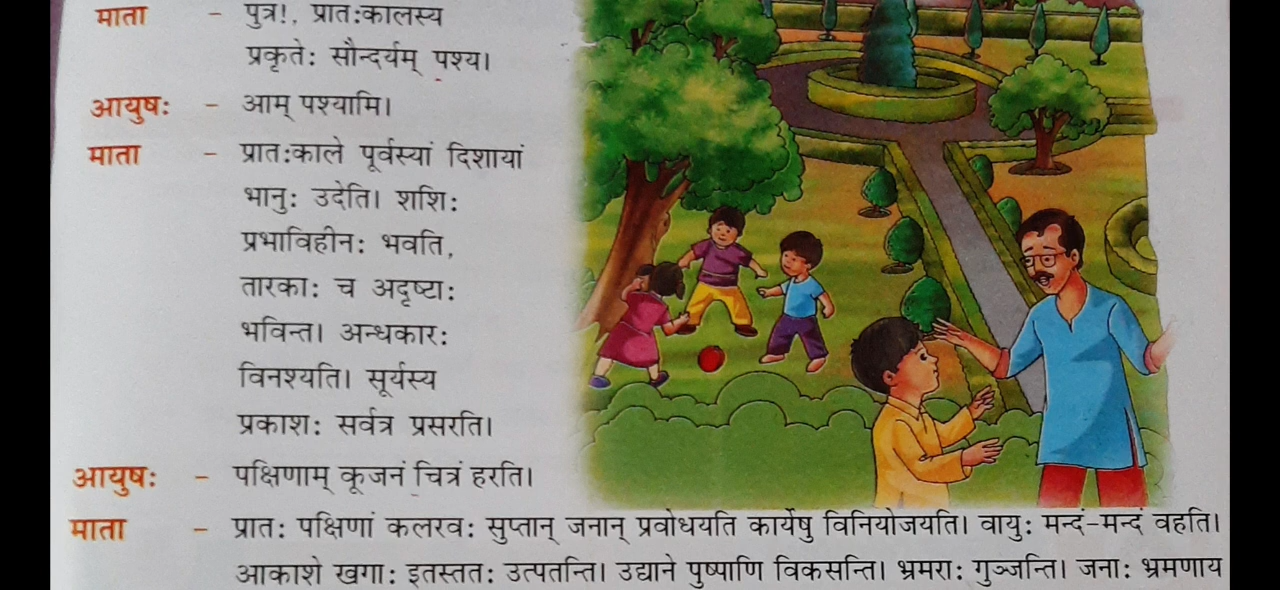 माता - पुत्र!, प्रातःकालस्य
प्रकृतेः सौन्दर्यम् पश्य।
आयुषः - आम् पश्यामि।
माता - प्रातःकाले पूर्वस्यां दिशायां
भानुः उदेति। शशिः
प्रभाविहीनः भवति,
तारकाः च अदृष्टाः
भविन्त। अन्धकारः
विनश्यति। सूर्यस्य
प्रकाशः सर्वत्र प्रसरति।
आयुषः - पक्षिणाम् कूजनं चित्रं हरति।
माता - प्रातः पक्षिणां कलरवः सुप्तान् जनान् प्रवोधयति कार्येषु विनियोजयति। वायुः मन्दं-मन्दं वहति।
आकाशे खगाः इतस्ततः उत्पतन्ति। उद्याने पुष्पाणि विकसन्ति। भ्रमराः गुञ्जन्ति। जनाः भ्रमणाय